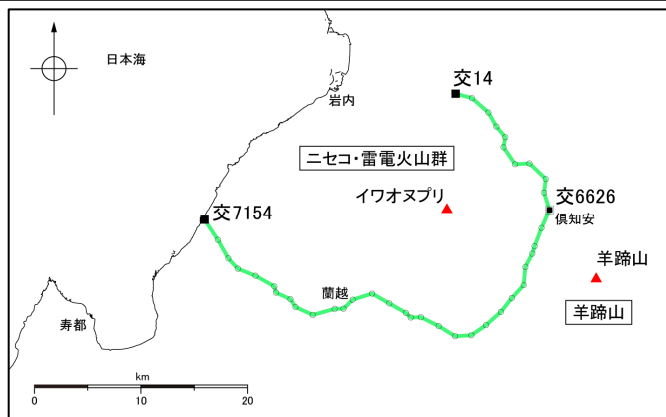 日本海
交14
岩内
ニセコ・雷電火山群
イワオヌプリ
交6626
倶知安
交7154
羊蹄山
蘭越
羊蹄山
寿都
km
0 10 20